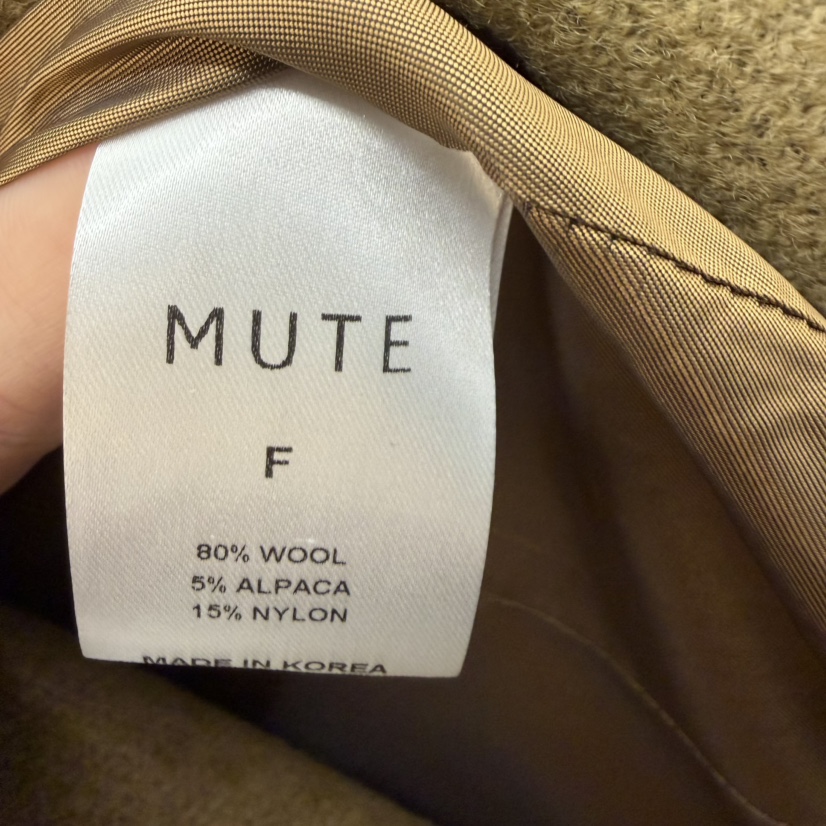 MUTE
F
80% WOOL
5% ALPACA
15% NYLON
MADE IN KOREA